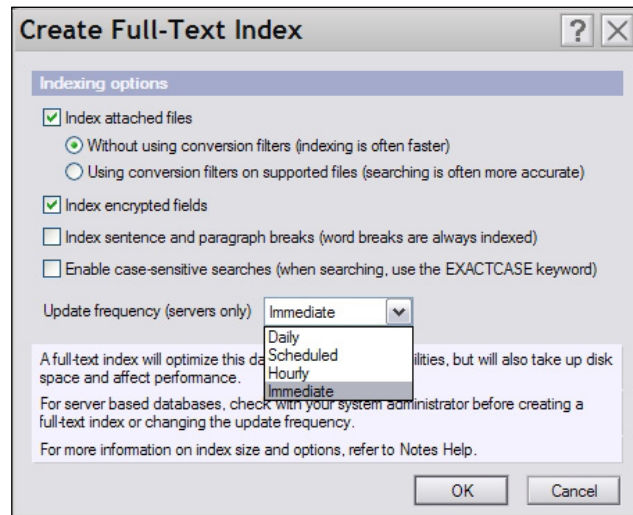 Create Full-Text Index
Indexing options
Index attached files
Without using conversion filters (indexing is often faster)
Using conversion filters on supported files (searching is often more accurate)
Index encrypted fields
Index sentence and paragraph breaks (word breaks are always indexed)
Enable case-sensitive searches (when searching, use the EXACTCASE keyword)
Update frequency (servers only) Immediate
Daily
Scheduled
Hourly
Immediate
A full-text index will optimize this da ilities, but will also take up disk
space and affect performance.
For server based databases, check with your system administrator before creating a
full-text index or changing the update frequency.
For more information on index size and options, refer to Notes Help.
OK Cancel